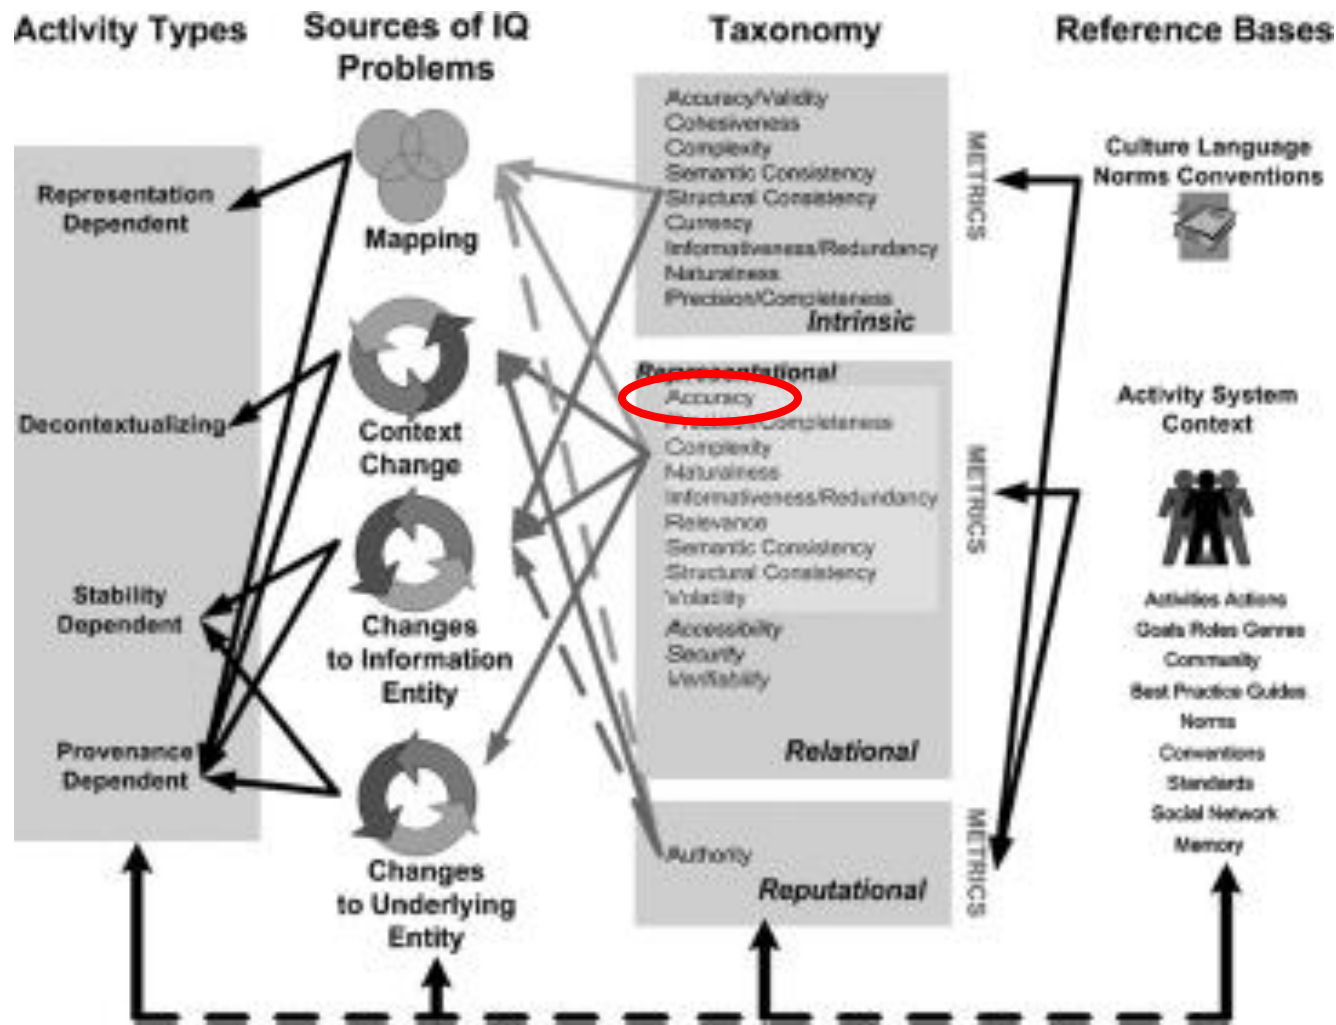 Activity Types
Sources of IQ
Problems
Taxonomy
Reference Bases
Representation
Dependent
Decontextualizing
Stability
Dependent
Provenance
Dependent
Mapping
Context
Change
Changes
to Information
Entity
Changes
to Underlying
Entity
Accuracy/Validity
Cohesiveness
Complexity
Semantic Consistency
Structural Consistency
Currency
Informativeness/Redundancy
Naturalness
Precision/Completeness
Intrinsic
Representational
Accuracy
Precision/Completeness
Complexity
Naturalness
Informativeness/Redundancy
Relevance
Semantic Consistency
Structural Consistency
Volatility
Accessibility
Security
Verifiability
Relational
Authority
Reputational
METRICS
METRICS
METRICS
Culture Language
Norms Conventions
Activity System
Context
Activities Actions
Goals Roles Genres
Community
Best Practice Guides
Norms
Conventions
Standards
Social Network
Memory